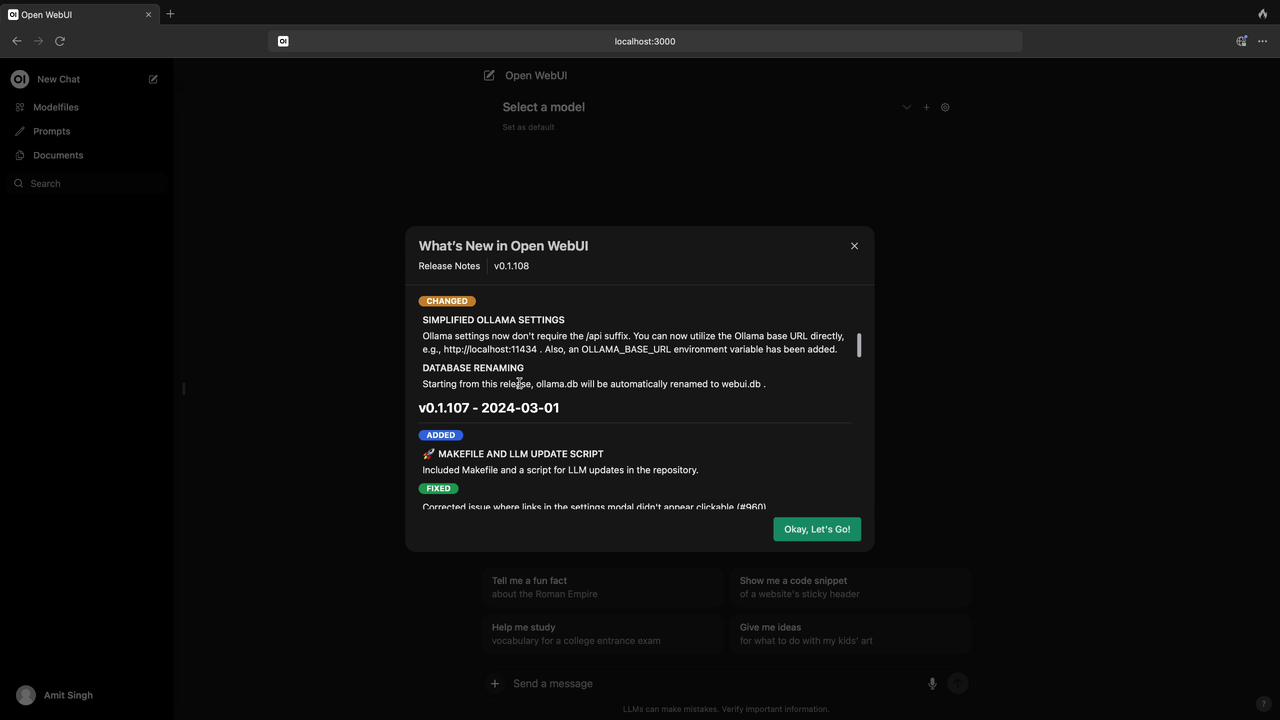 OI Open WebUI
OI localhost:3000
OI New Chat
Modelfiles
Prompts
Documents
Search
Open WebUI
Select a model
Set as default
What's New in Open WebUI
Release Notes v0.1.108
CHANGED
SIMPLIFIED OLLAMA SETTINGS
Ollama settings now don't require the /api suffix. You can now utilize the Ollama base URL directly,
e.g., http://localhost:11434 . Also, an OLLAMA_BASE_URL environment variable has been added.
DATABASE RENAMING
Starting from this release, ollama.db will be automatically renamed to webui.db .
v0.1.107 - 2024-03-01
ADDED
🚀 MAKEFILE AND LLM UPDATE SCRIPT
Included Makefile and a script for LLM updates in the repository.
FIXED
Corrected issue where links in the settings modal didn't appear clickable (#960)
Okay, Let's Go!
Tell me a fun fact
about the Roman Empire
Show me a code snippet
of a website's sticky header
Help me study
vocabulary for a college entrance exam
Give me ideas
for what to do with my kids' art
Send a message
LLMs can make mistakes. Verify important information.
Amit Singh
?